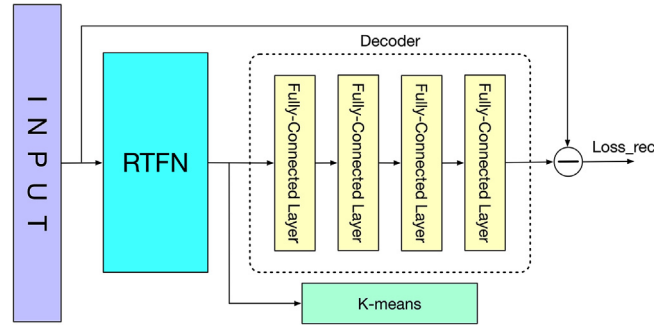 INPUT
RTFN
Decoder
Fully-Connected Layer
Fully-Connected Layer
Fully-Connected Layer
Fully-Connected Layer
Loss_rec
K-means